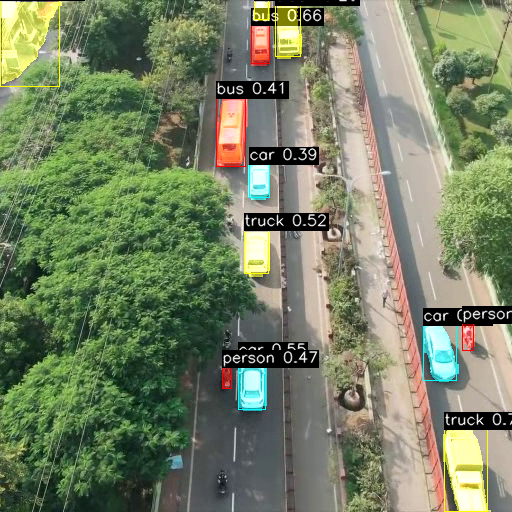 bus 0.66
bus 0.41
car 0.39
truck 0.52
car
person
car 0.55
person 0.47
truck 0.7